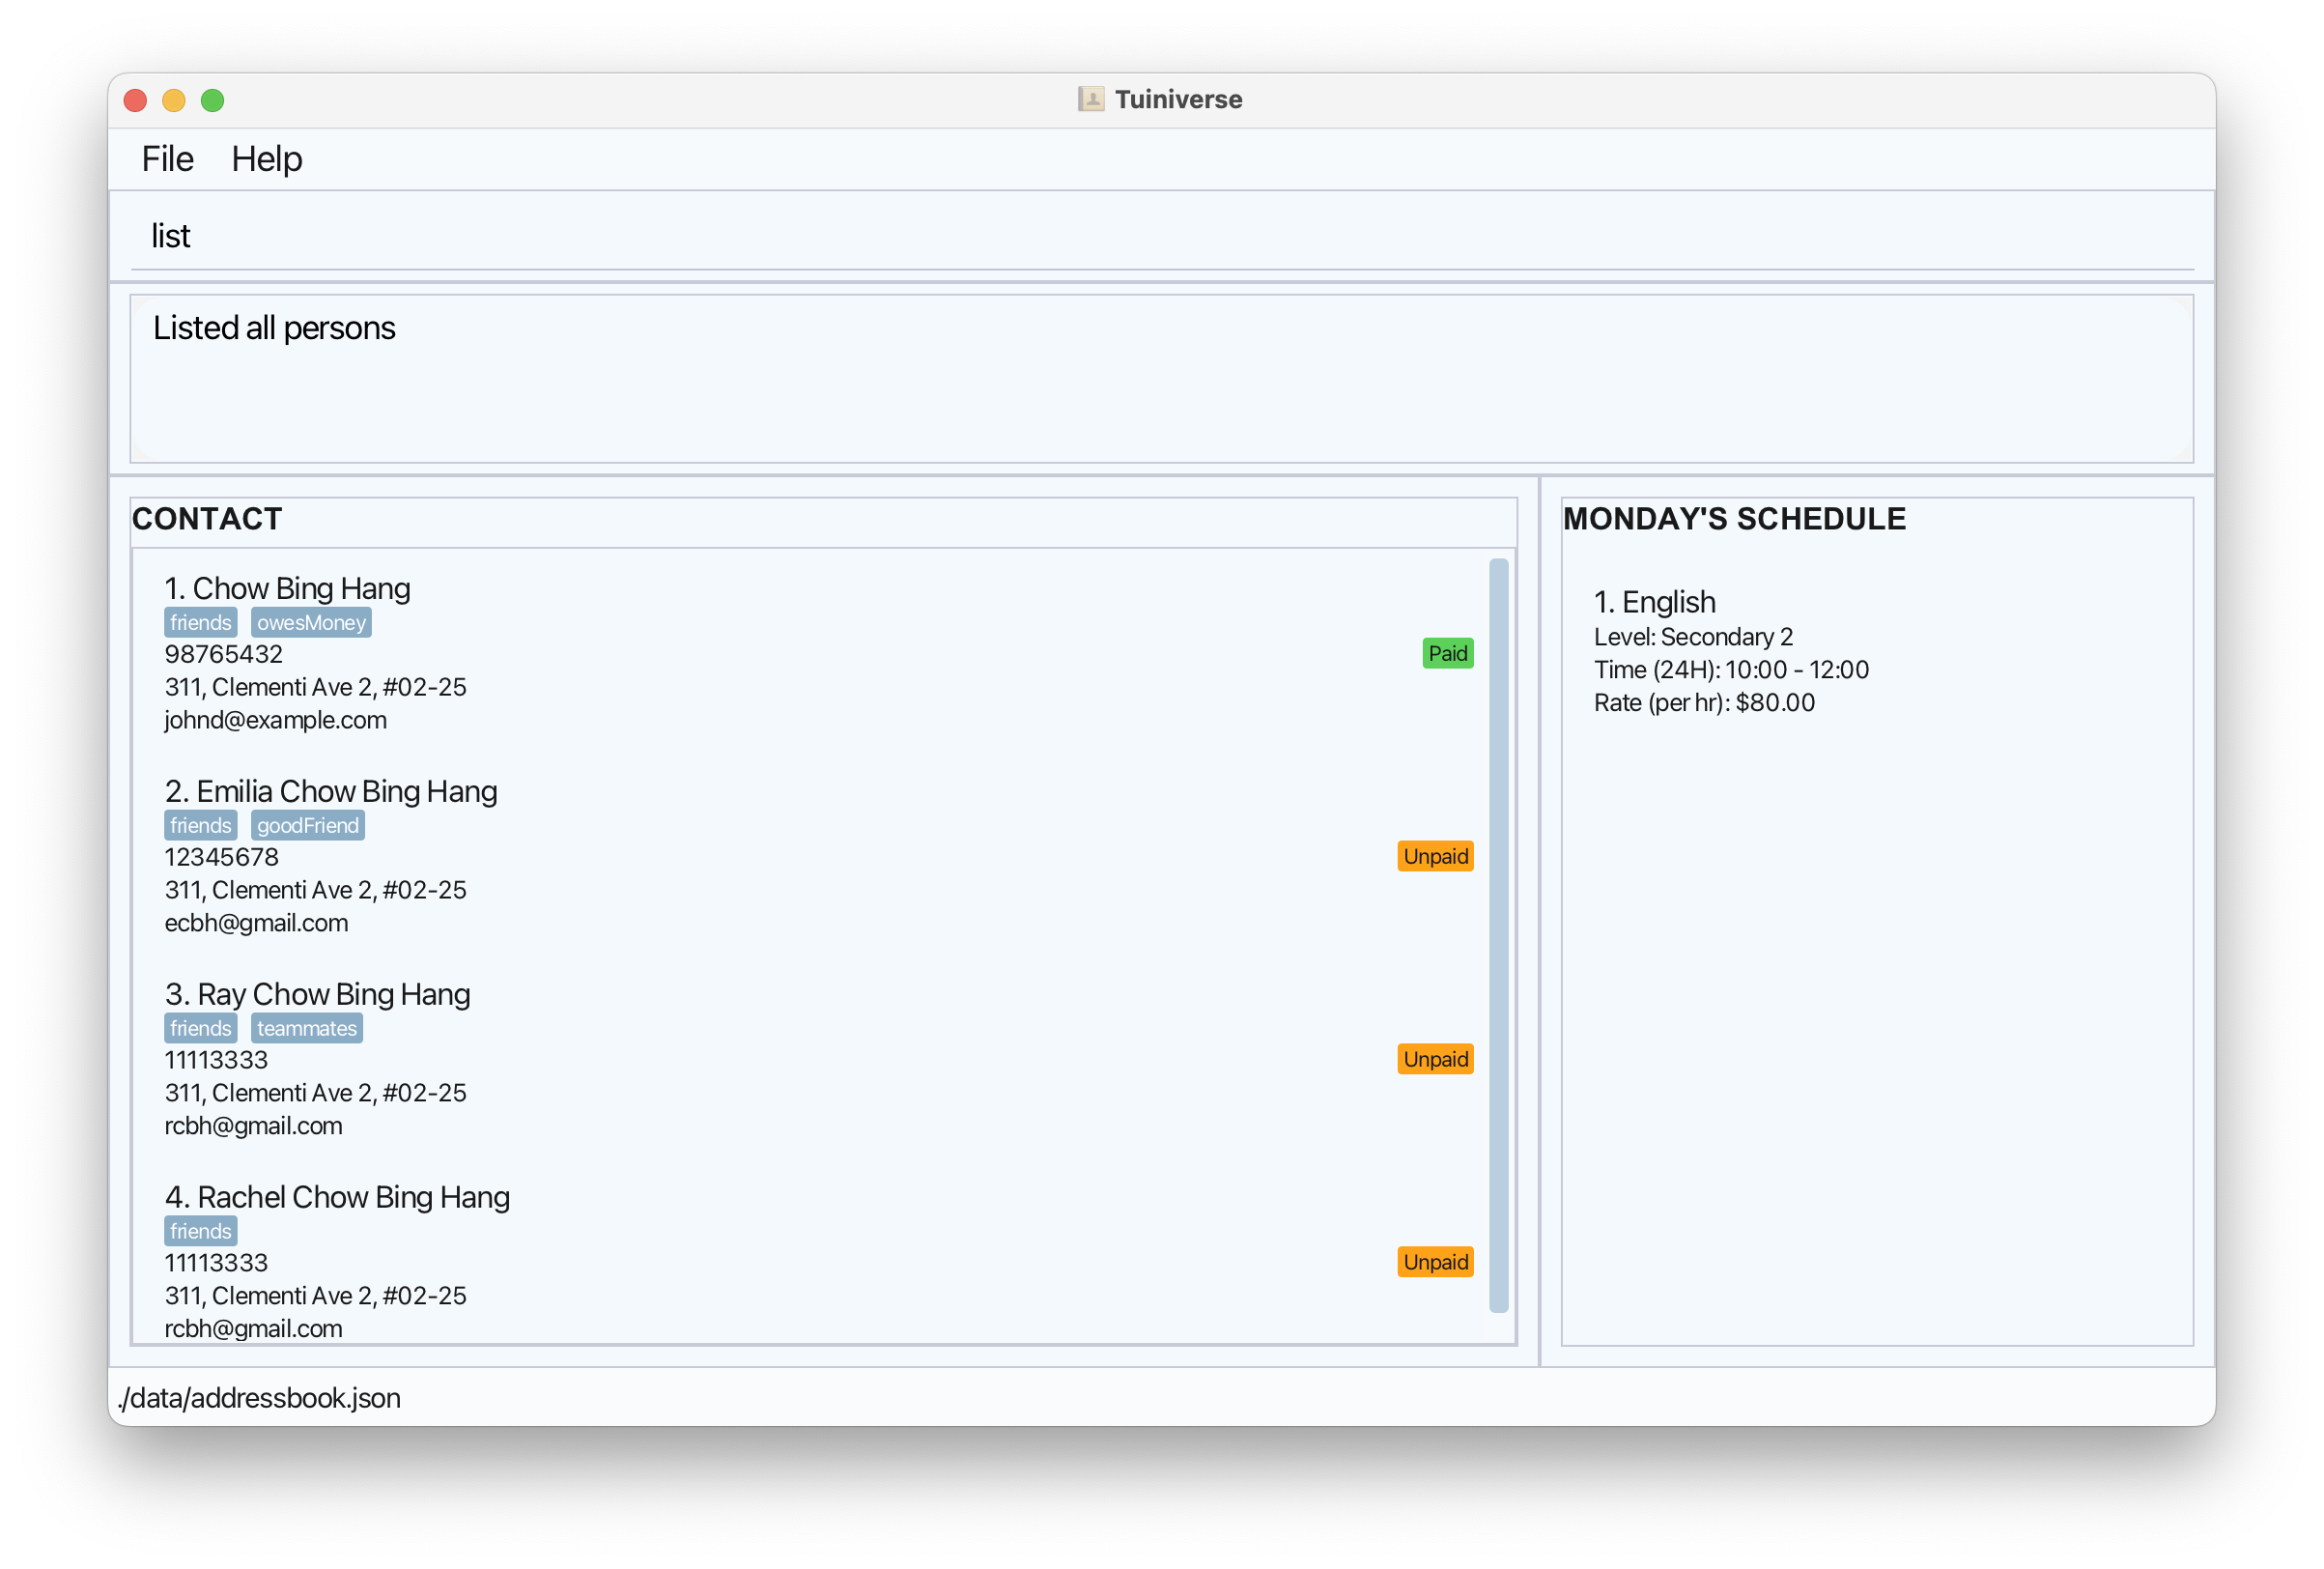 Tuiniverse
File Help
list
Listed all persons
CONTACT
1. Chow Bing Hang
friends owesMoney
98765432
Paid
311, Clementi Ave 2, #02-25
johnd@example.com
2. Emilia Chow Bing Hang
friends goodFriend
12345678
Unpaid
311, Clementi Ave 2, #02-25
ecbh@gmail.com
3. Ray Chow Bing Hang
friends teammates
11113333
Unpaid
311, Clementi Ave 2, #02-25
rcbh@gmail.com
4. Rachel Chow Bing Hang
friends
11113333
Unpaid
311, Clementi Ave 2, #02-25
rcbh@gmail.com
MONDAY'S SCHEDULE
1. English
Level: Secondary 2
Time (24H): 10:00 - 12:00
Rate (per hr): $80.00
./data/addressbook.json